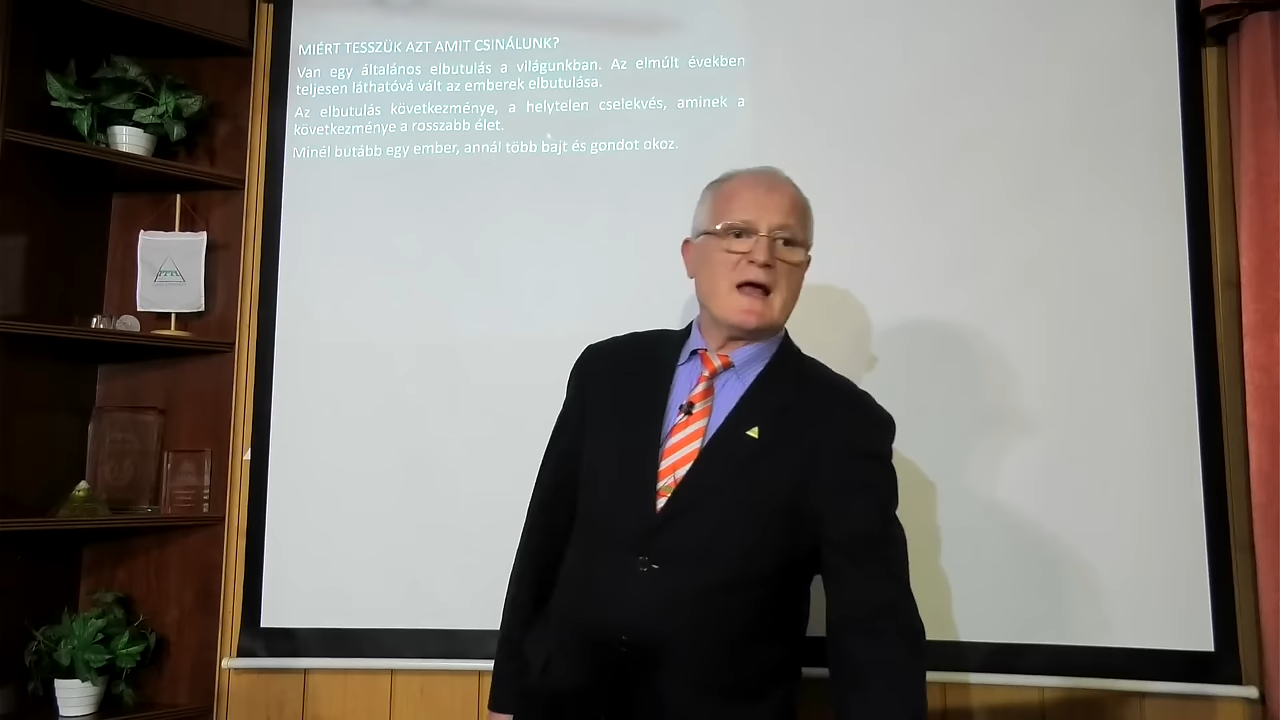 MIÉRT TESSZÜK AZT AMIT CSINÁLUNK?
Van egy általános elbutulás a világunkban. Az elmúlt években
teljesen láthatóvá vált az emberek elbutulása.
Az elbutulás következménye, a helytelen cselekvés, aminek a
következménye a rosszabb élet.
Minél butább egy ember, annál több bajt és gondot okoz.